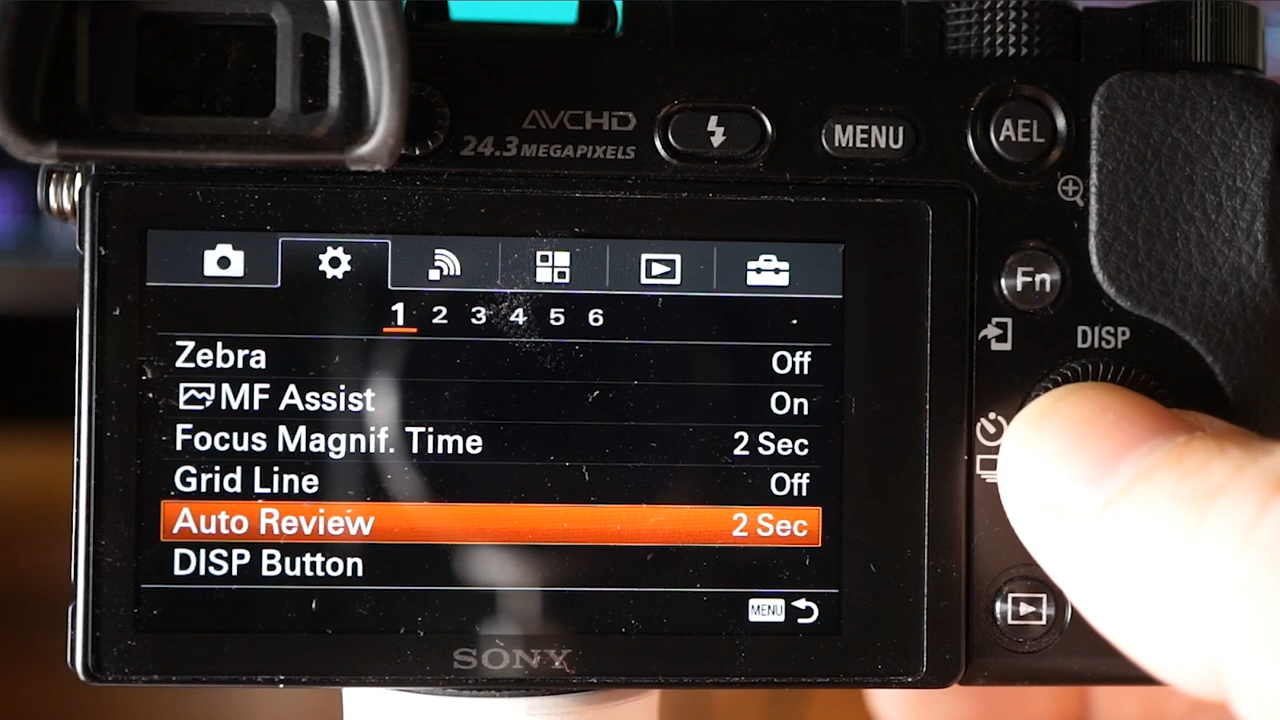 AVCHD
24.3 MEGAPIXELS
MENU
AEL
Fn
DISP
1 2 3 4 5 6
Zebra Off
MF Assist On
Focus Magnif. Time 2 Sec
Grid Line Off
Auto Review 2 Sec
DISP Button
MENU
SONY